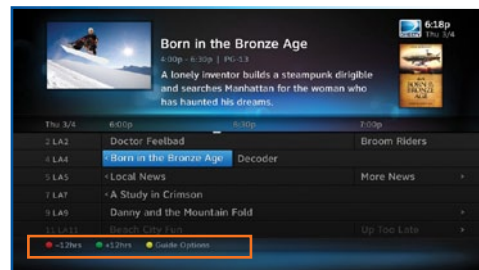 6:18p
Thu 3/4
Born in the Bronze Age
4:00p - 6:30p | PG-13
A lonely inventor builds a steampunk dirigible
and searches Manhattan for the woman who
has haunted his dreams.
BORN IN
BRONZE
AGE
Thu 3/4 6:00p 6:30p 7:00p
2 LA2 Doctor Feelbad Broom Riders
4 LA4 Born in the Bronze Age Decoder
5 LA5 Local News More News
7 LA7 A Study in Crimson
9 LA9 Danny and the Mountain Fold
11 LA11 Beach City Fun Up Too Late
-12hrs +12hrs Guide Options